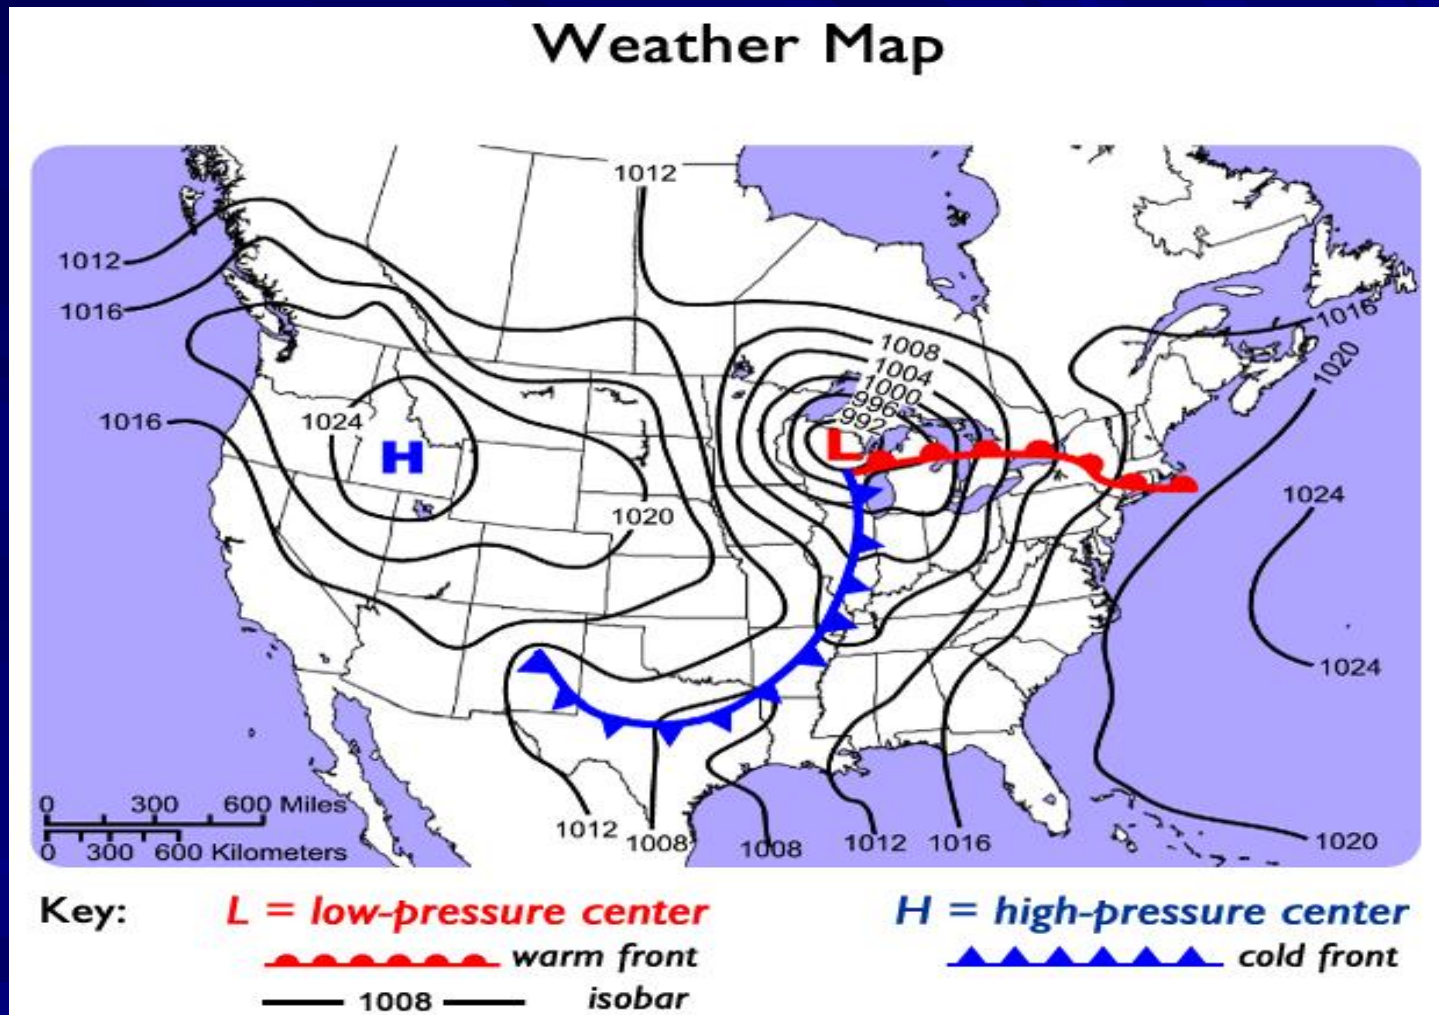 Weather Map
1012
1012
1016
1008
1004
1000
996
992
L
1016
1020
1016
1024
H
1020
1024
1024
0 300 600 Miles
0 300 600 Kilometers
1012
1008
1008
1012
1016
1020
Key: L = low-pressure center H = high-pressure center
warm front cold front
1008 isobar